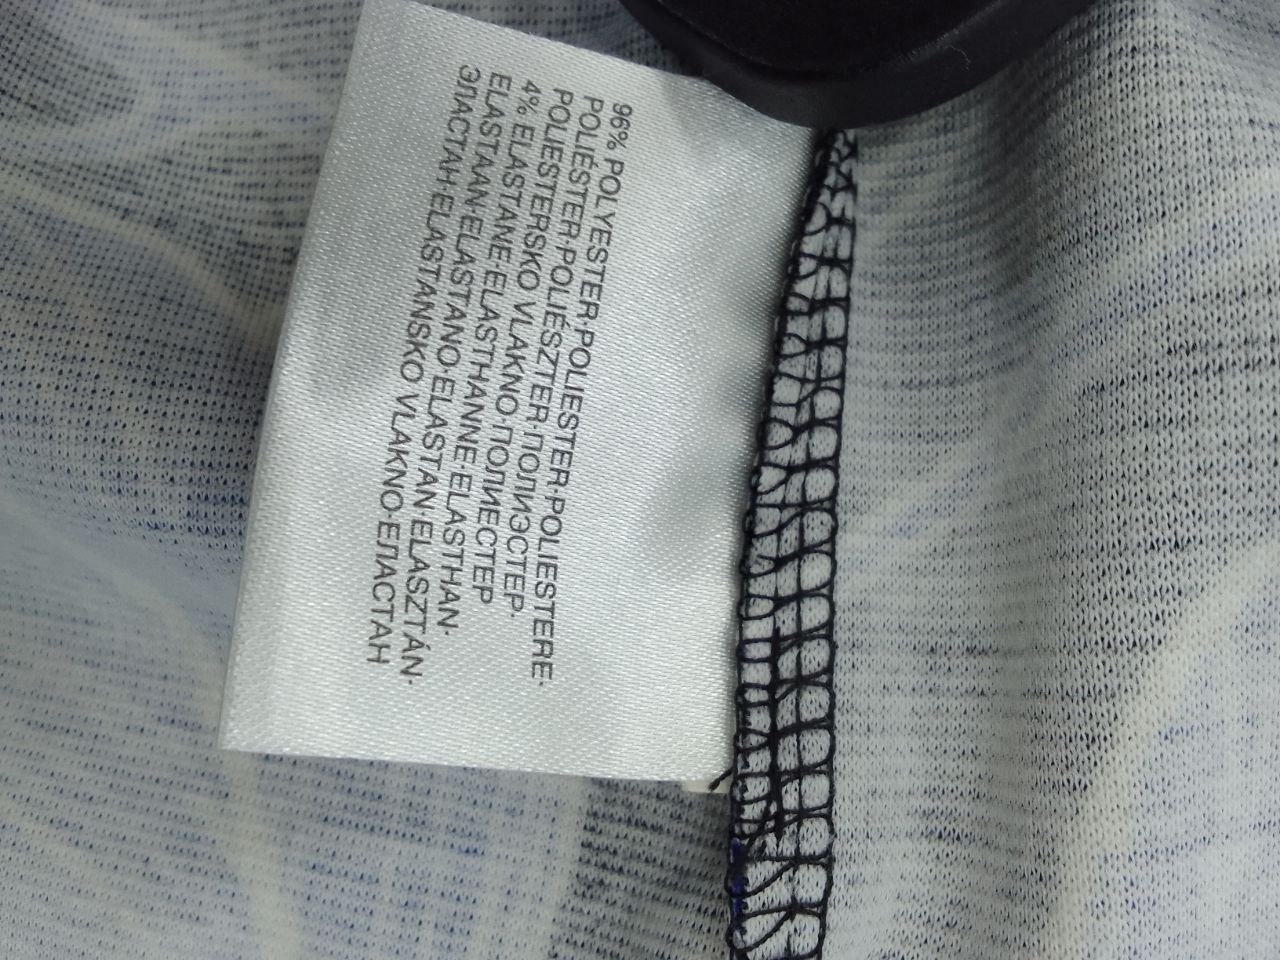 96% POLYESTER·POLIESTER·POLIESTERE·
POLIÉSTER·POLIÉSZTER·ПОЛИЭСТЕР·
POLIESTERSKO VLAKNO·ПОЛИЕСТЕР
4% ELASTANE·ELASTHANNE·ELASTHAN·
ELASTAAN·ELASTANO·ELASTAN·ELASZTÁN·
ЭЛАСТАН·ELASTANSKO VLAKNO·ЕЛАСТАН